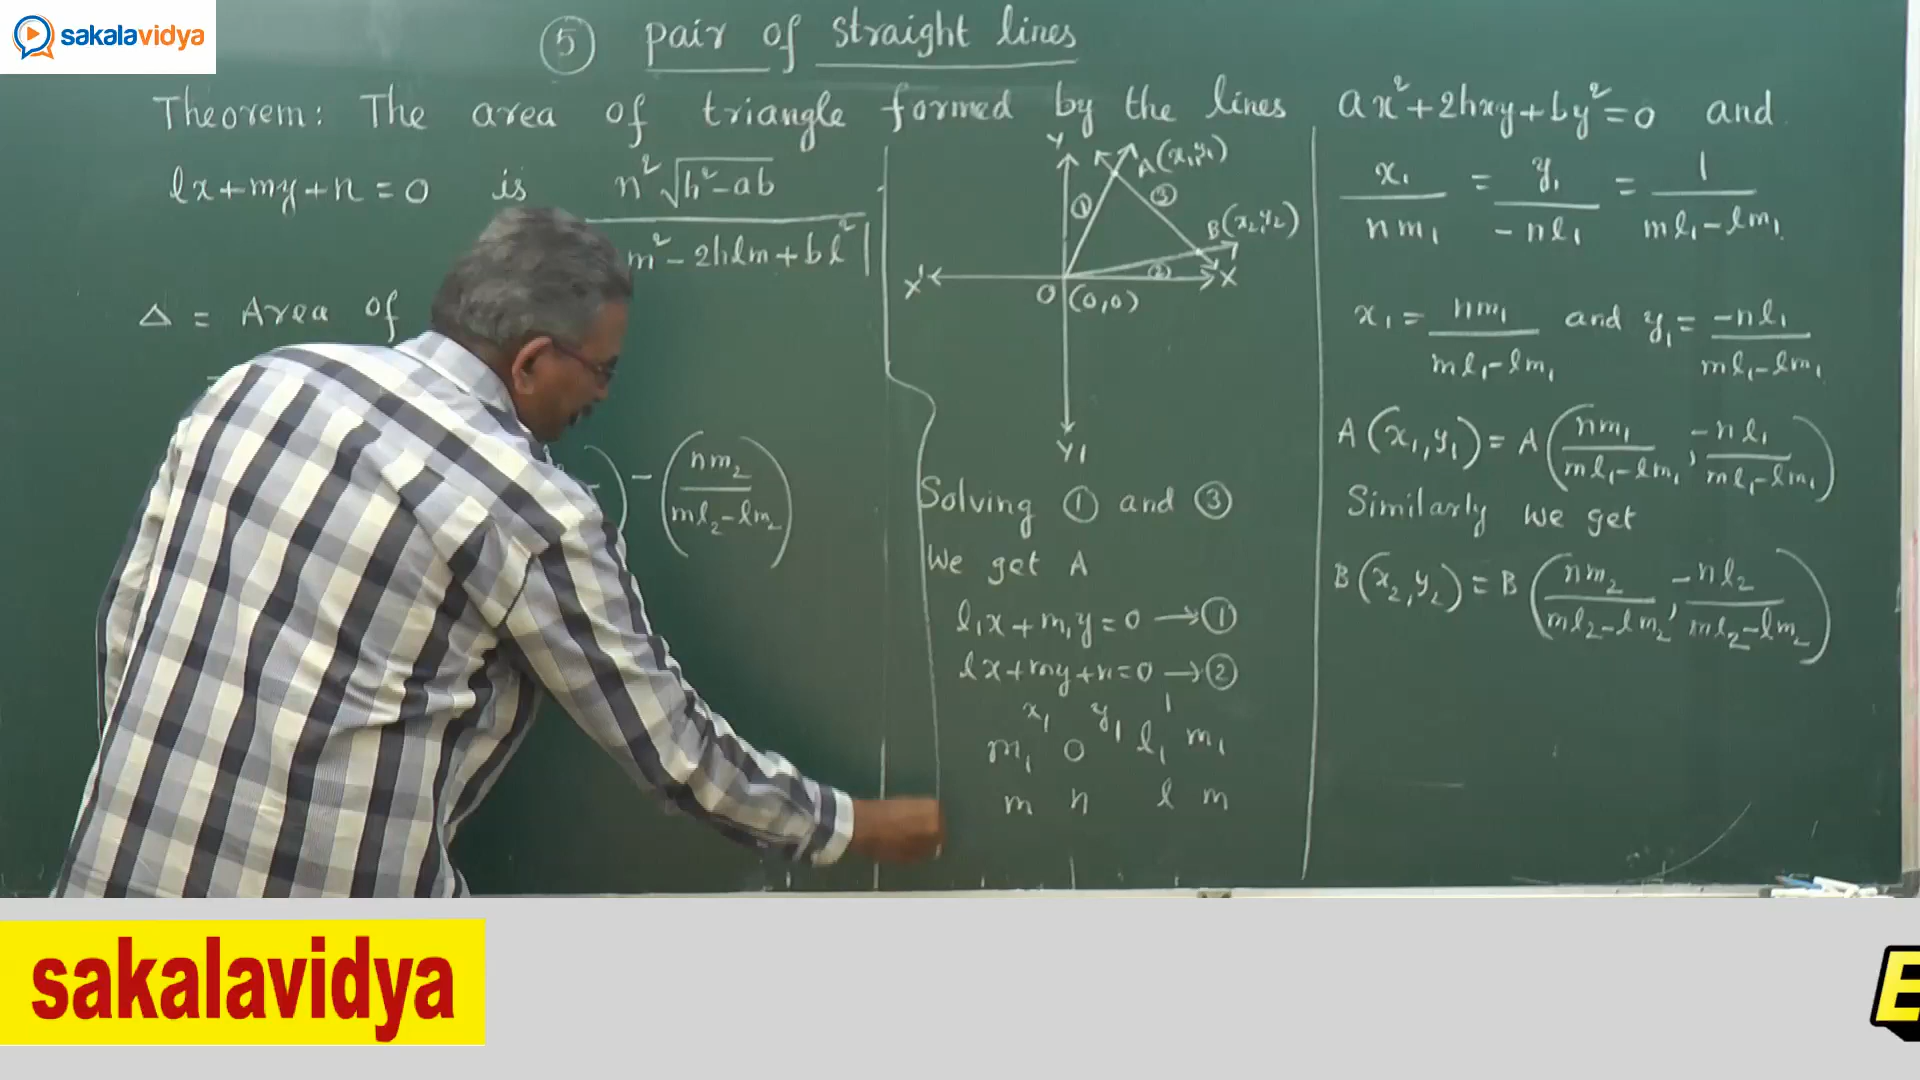 sakalavidya
⑤ pair of straight lines
Theorem: The area of triangle formed by the lines ax²+2hxy+by²=0 and
lx+my+n=0 is n²√h²-ab
m²-2hlm+bl²|
Δ = Area of
- (nm₂ / ml₂-lm₂)
Y
A(x₁,y₁)
① ③
B(x₂,y₂)
②
X' X
O (0,0)
Y₁
Solving ① and ③
We get A
l₁x+m₁y=0 →①
lx+my+n=0 →②
x₁ y₁ 1
m₁ 0 l₁ m₁
m n l m
x₁/nm₁ = y₁/-nl₁ = 1/ml₁-lm₁
x₁ = nm₁/ml₁-lm₁ and y₁ = -nl₁/ml₁-lm₁
A(x₁,y₁) = A(nm₁/ml₁-lm₁, -nl₁/ml₁-lm₁)
Similarly we get
B(x₂,y₂) = B(nm₂/ml₂-lm₂, -nl₂/ml₂-lm₂)
sakalavidya
E